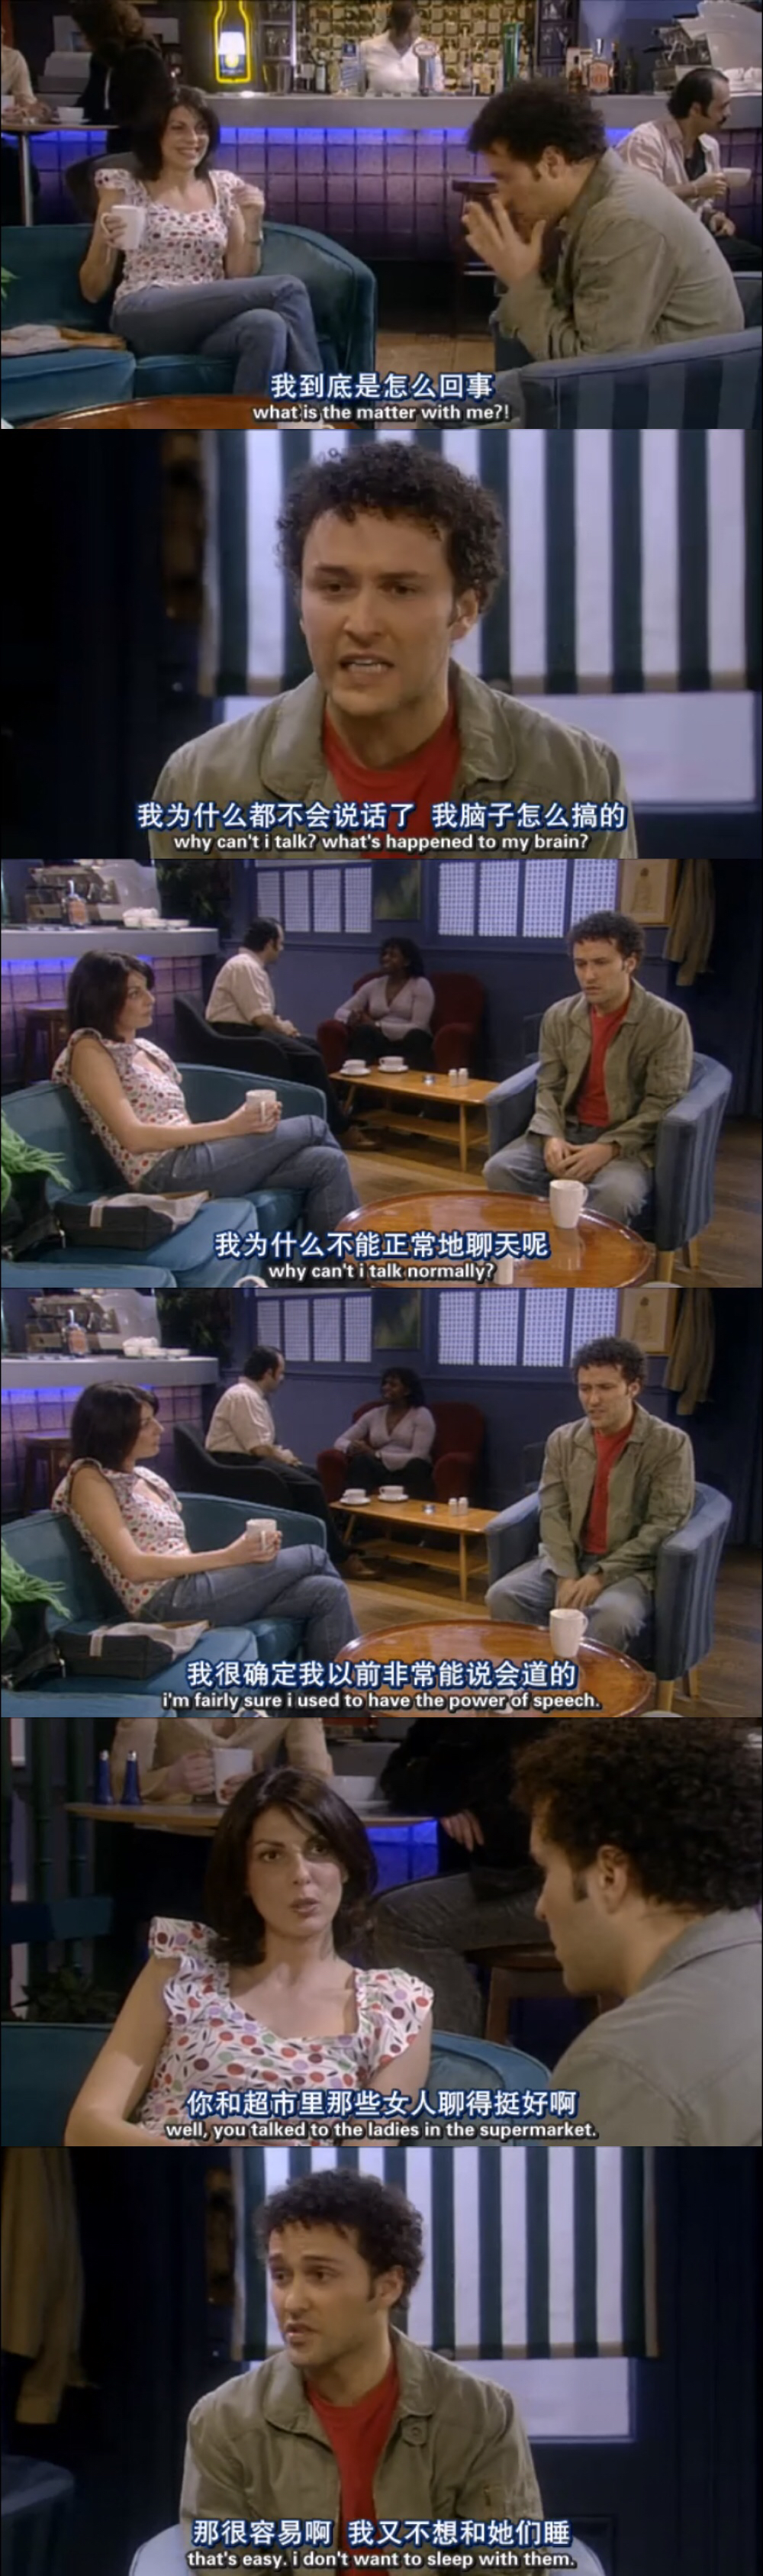 我到底是怎么回事
what is the matter with me?!
我为什么都不会说话了 我脑子怎么搞的
why can't i talk? what's happened to my brain?
我为什么不能正常地聊天呢
why can't i talk normally?
我很确定我以前非常能说会道的
i'm fairly sure i used to have the power of speech.
你和超市里那些女人聊得挺好啊
well, you talked to the ladies in the supermarket.
那很容易啊 我又不想和她们睡
that's easy. i don't want to sleep with them.